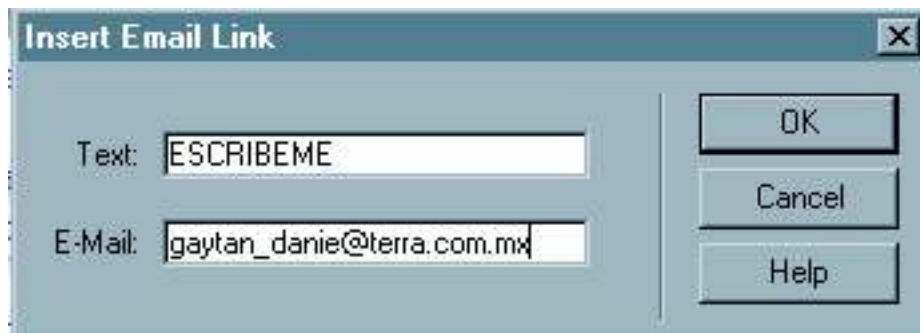 Insert Email Link
Text: ESCRIBEME
E-Mail: gaytan_danie@terra.com.mx
OK
Cancel
Help